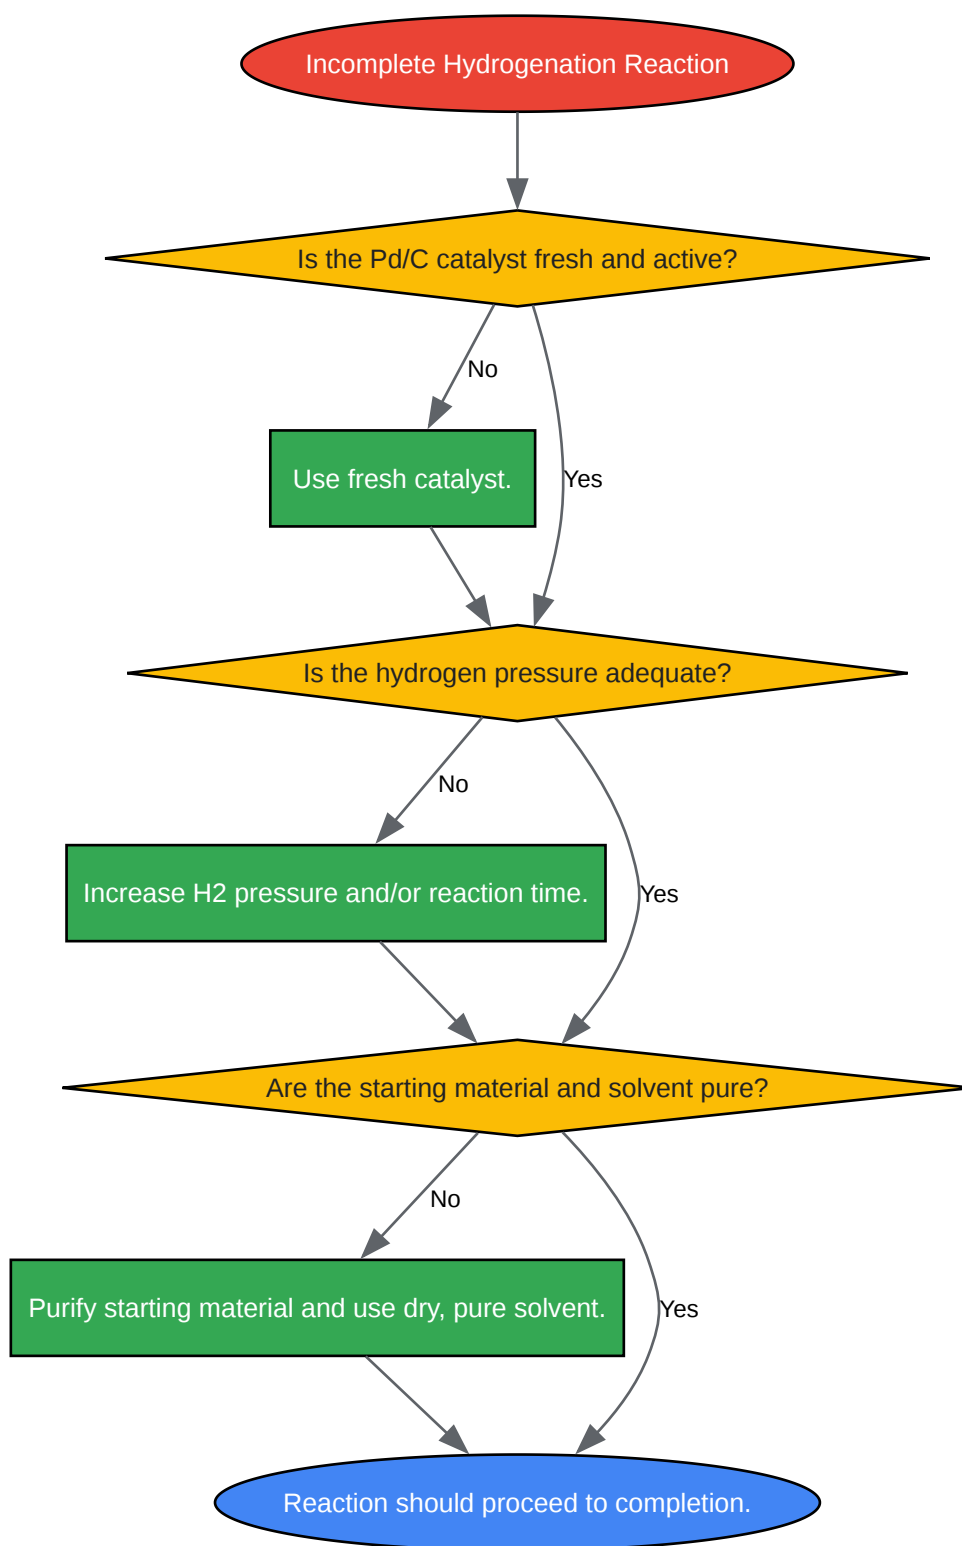 Incomplete Hydrogenation Reaction
Is the Pd/C catalyst fresh and active?
No
Use fresh catalyst.
Yes
Is the hydrogen pressure adequate?
No
Increase H2 pressure and/or reaction time.
Yes
Are the starting material and solvent pure?
No
Purify starting material and use dry, pure solvent.
Yes
Reaction should proceed to completion.